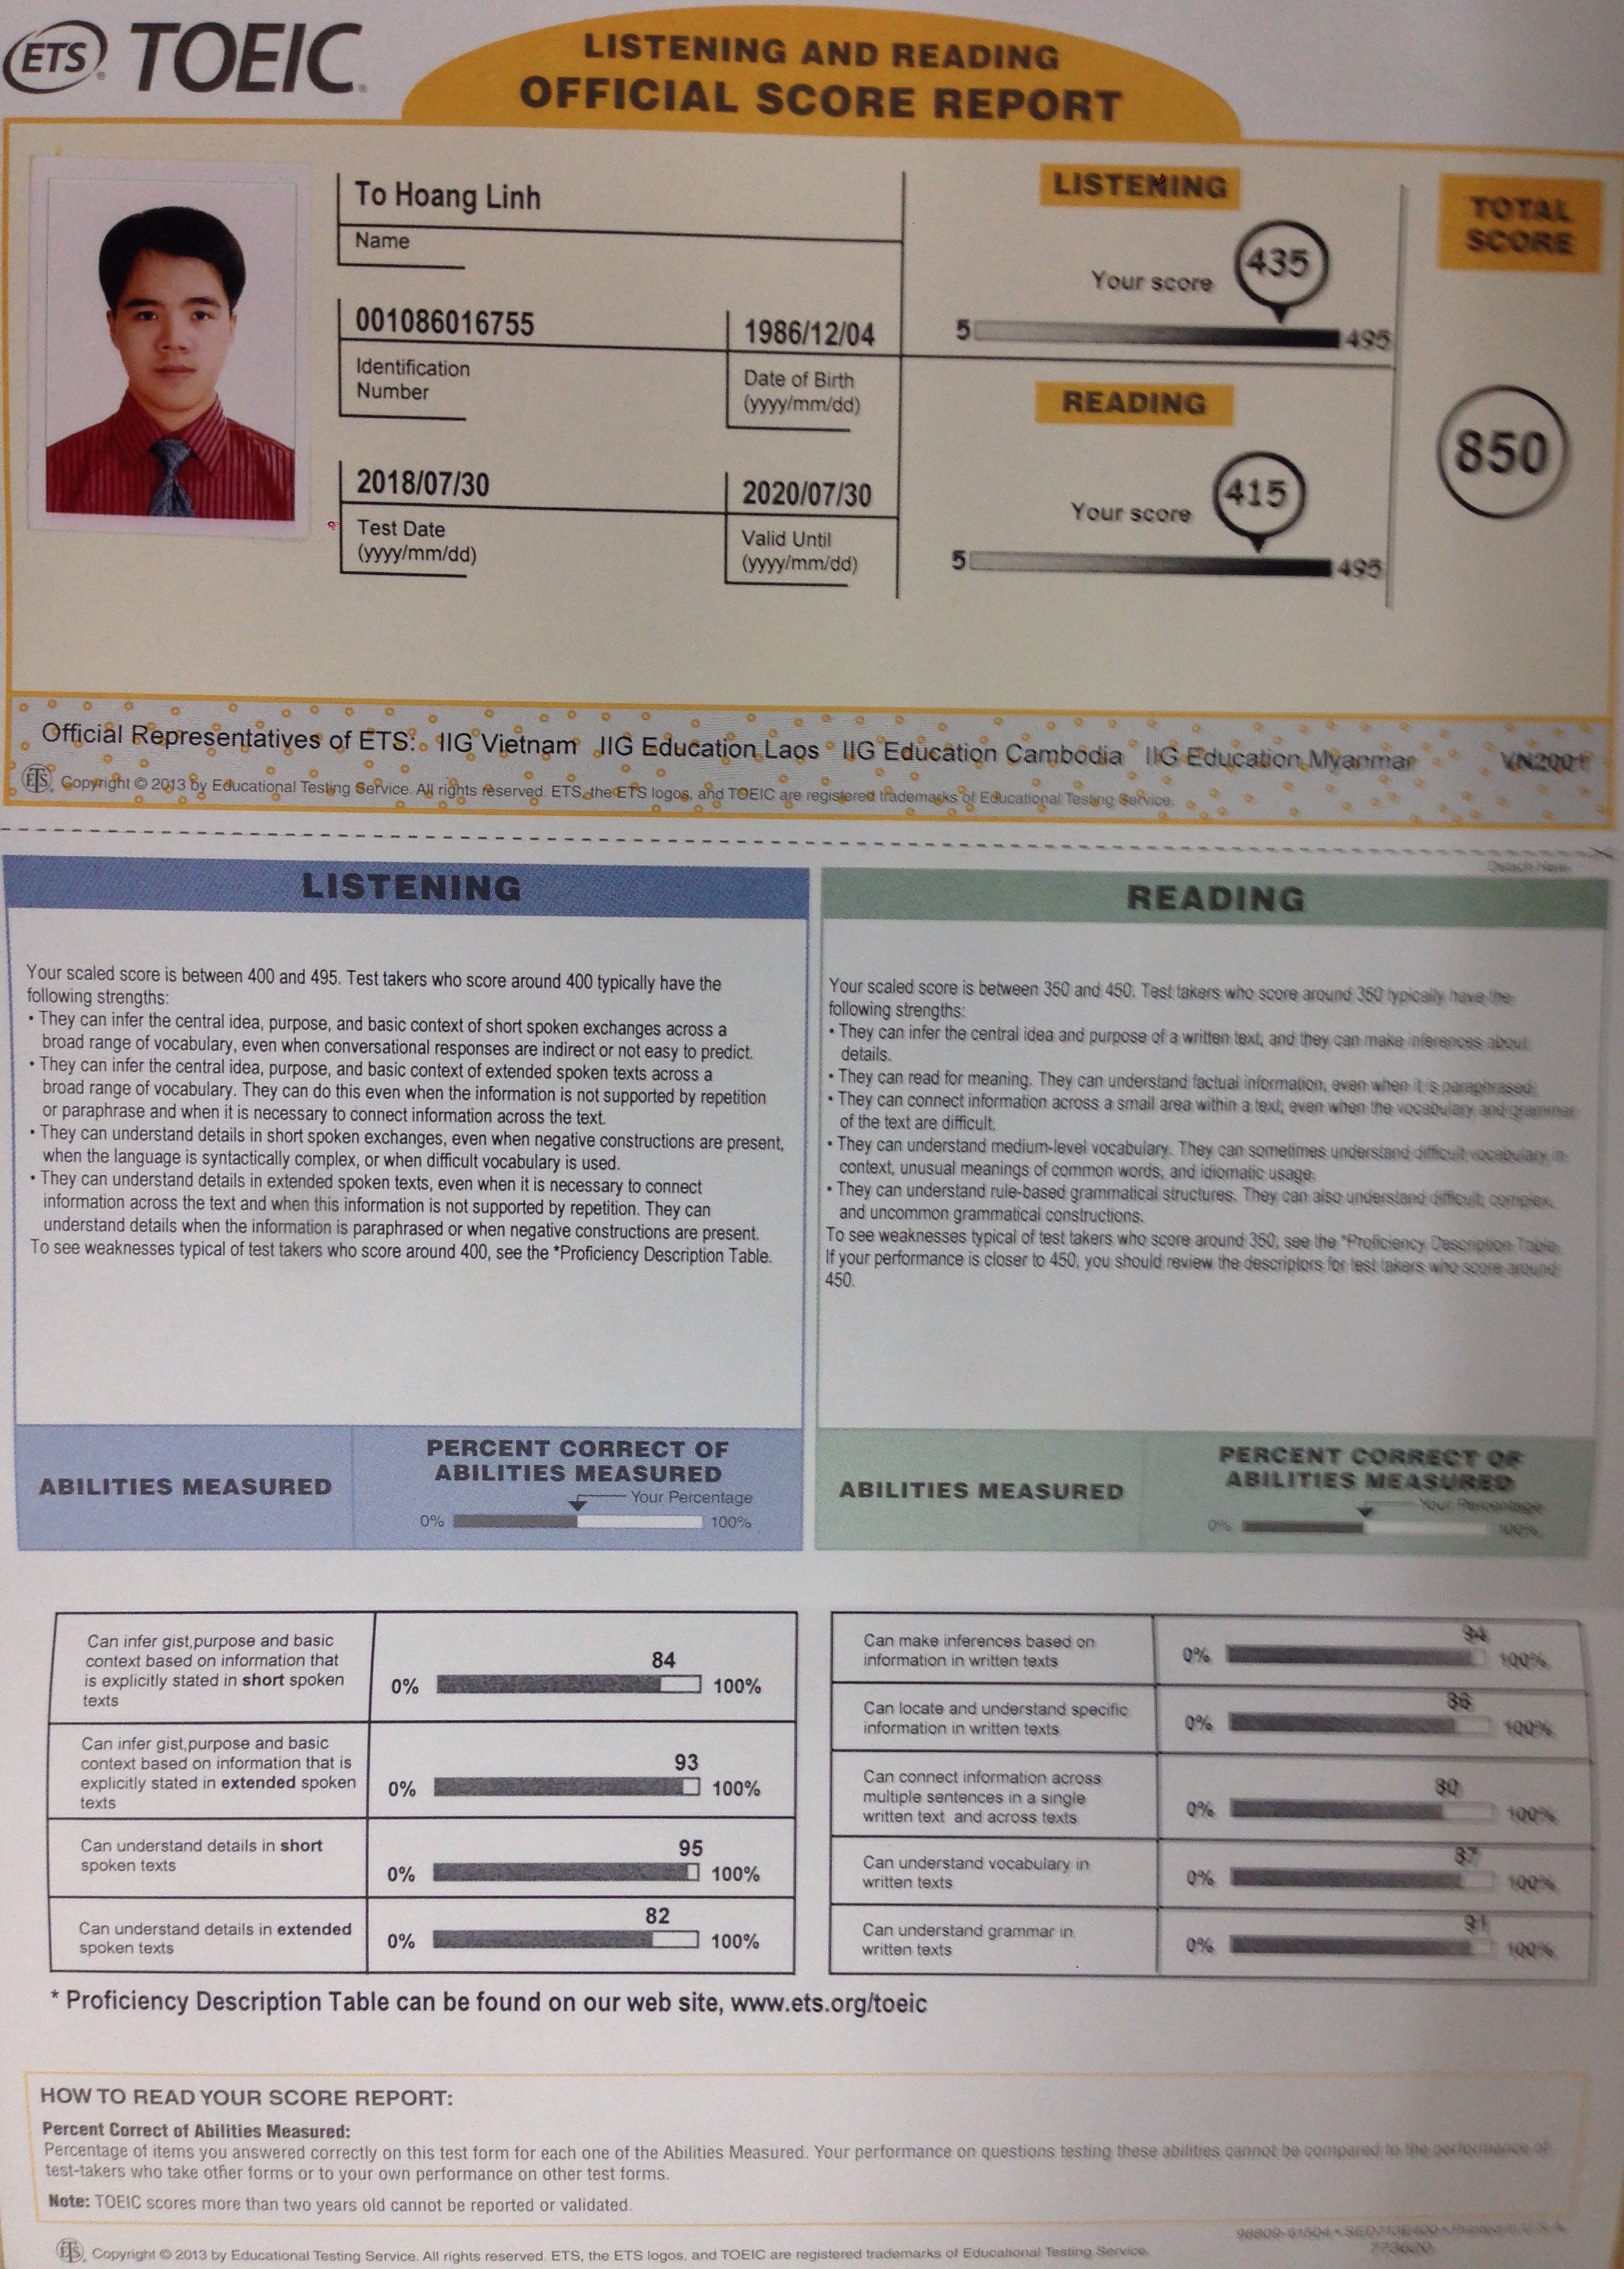 ETS TOEIC
LISTENING AND READING
OFFICIAL SCORE REPORT
To Hoang Linh
Name
001086016755
Identification
Number
1986/12/04
Date of Birth
(yyyy/mm/dd)
2018/07/30
Test Date
(yyyy/mm/dd)
2020/07/30
Valid Until
(yyyy/mm/dd)
LISTENING
Your score 435
5 495
READING
Your score 415
5 495
TOTAL
SCORE
850
Official Representatives of ETS: IIG Vietnam IIG Education Laos IIG Education Cambodia IIG Education Myanmar VN2001
ETS Copyright © 2013 by Educational Testing Service. All rights reserved. ETS, the ETS logos, and TOEIC are registered trademarks of Educational Testing Service.
Detach Here
LISTENING
Your scaled score is between 400 and 495. Test takers who score around 400 typically have the
following strengths:
• They can infer the central idea, purpose, and basic context of short spoken exchanges across a
broad range of vocabulary, even when conversational responses are indirect or not easy to predict.
• They can infer the central idea, purpose, and basic context of extended spoken texts across a
broad range of vocabulary. They can do this even when the information is not supported by repetition
or paraphrase and when it is necessary to connect information across the text.
• They can understand details in short spoken exchanges, even when negative constructions are present,
when the language is syntactically complex, or when difficult vocabulary is used.
• They can understand details in extended spoken texts, even when it is necessary to connect
information across the text and when this information is not supported by repetition. They can
understand details when the information is paraphrased or when negative constructions are present.
To see weaknesses typical of test takers who score around 400, see the *Proficiency Description Table.
READING
Your scaled score is between 350 and 450. Test takers who score around 350 typically have the
following strengths:
• They can infer the central idea and purpose of a written text, and they can make inferences about
details.
• They can read for meaning. They can understand factual information, even when it is paraphrased.
• They can connect information across a small area within a text, even when the vocabulary and grammar
of the text are difficult.
• They can understand medium-level vocabulary. They can sometimes understand difficult vocabulary in
context, unusual meanings of common words, and idiomatic usage.
• They can understand rule-based grammatical structures. They can also understand difficult, complex,
and uncommon grammatical constructions.
To see weaknesses typical of test takers who score around 350, see the *Proficiency Description Table.
If your performance is closer to 450, you should review the descriptors for test takers who score around
450.
ABILITIES MEASURED
PERCENT CORRECT OF
ABILITIES MEASURED
Your Percentage
0% 100%
ABILITIES MEASURED
PERCENT CORRECT OF
ABILITIES MEASURED
Your Percentage
0% 100%
Can infer gist,purpose and basic
context based on information that
is explicitly stated in short spoken
texts
84
0% 100%
Can infer gist,purpose and basic
context based on information that is
explicitly stated in extended spoken
texts
93
0% 100%
Can understand details in short
spoken texts
95
0% 100%
Can understand details in extended
spoken texts
82
0% 100%
Can make inferences based on
information in written texts
94
0% 100%
Can locate and understand specific
information in written texts
0% 100%
Can connect information across
multiple sentences in a single
written text and across texts
80
0% 100%
Can understand vocabulary in
written texts
87
0% 100%
Can understand grammar in
written texts
91
0% 100%
* Proficiency Description Table can be found on our web site, www.ets.org/toeic
HOW TO READ YOUR SCORE REPORT:
Percent Correct of Abilities Measured:
Percentage of items you answered correctly on this test form for each one of the Abilities Measured. Your performance on questions testing these abilities cannot be compared to the performance of
test-takers who take other forms or to your own performance on other test forms.
Note: TOEIC scores more than two years old cannot be reported or validated.
ETS Copyright © 2013 by Educational Testing Service. All rights reserved. ETS, the ETS logos, and TOEIC are registered trademarks of Educational Testing Service.